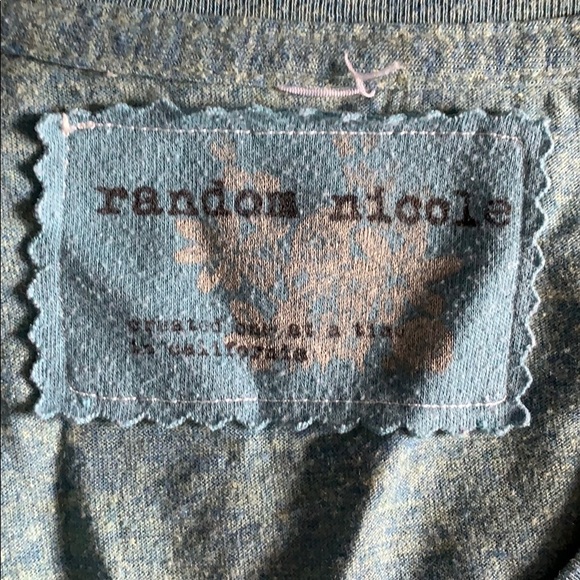 random nicole
created one at a time
in california